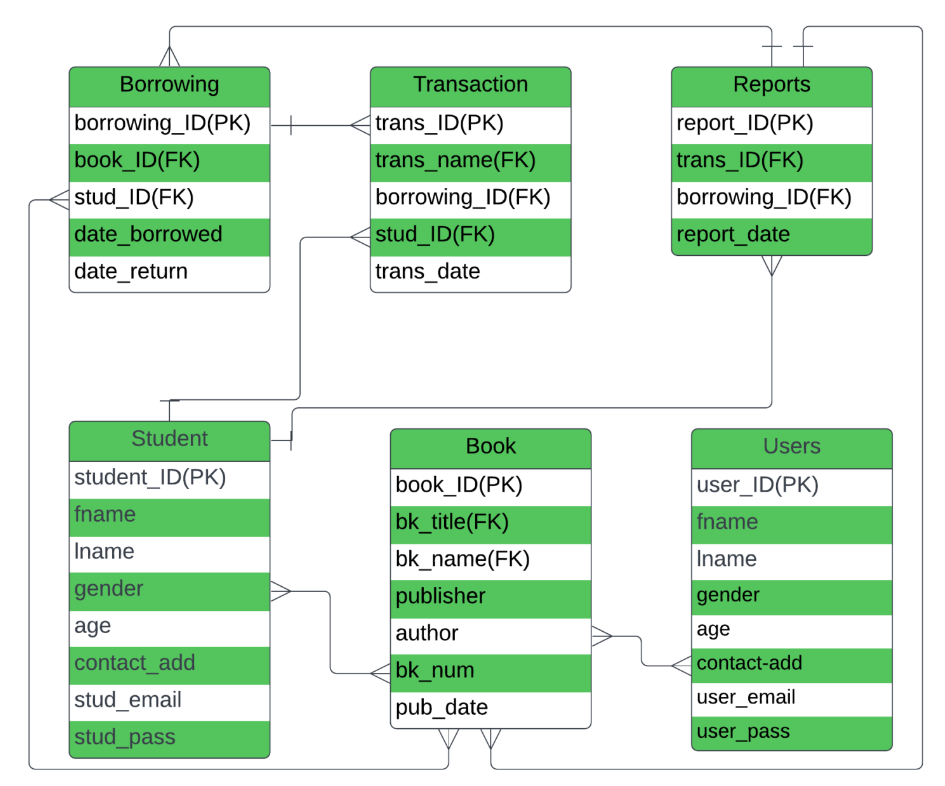 Borrowing
borrowing_ID(PK)
book_ID(FK)
stud_ID(FK)
date_borrowed
date_return
Transaction
trans_ID(PK)
trans_name(FK)
borrowing_ID(FK)
stud_ID(FK)
trans_date
Reports
report_ID(PK)
trans_ID(FK)
borrowing_ID(FK)
report_date
Student
student_ID(PK)
fname
lname
gender
age
contact_add
stud_email
stud_pass
Book
book_ID(PK)
bk_title(FK)
bk_name(FK)
publisher
author
bk_num
pub_date
Users
user_ID(PK)
fname
lname
gender
age
contact-add
user_email
user_pass